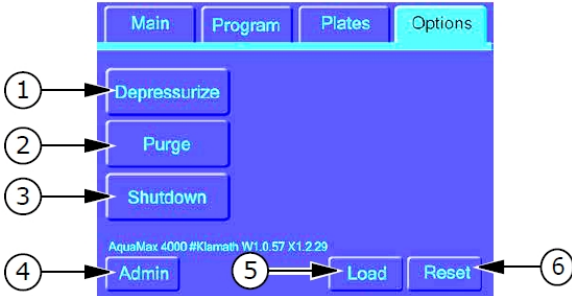 Main Program Plates Options
1 Depressurize
2 Purge
3 Shutdown
AquaMax 4000 #Klamath W1.0.57 X1.2.29
4 Admin 5 Load Reset 6